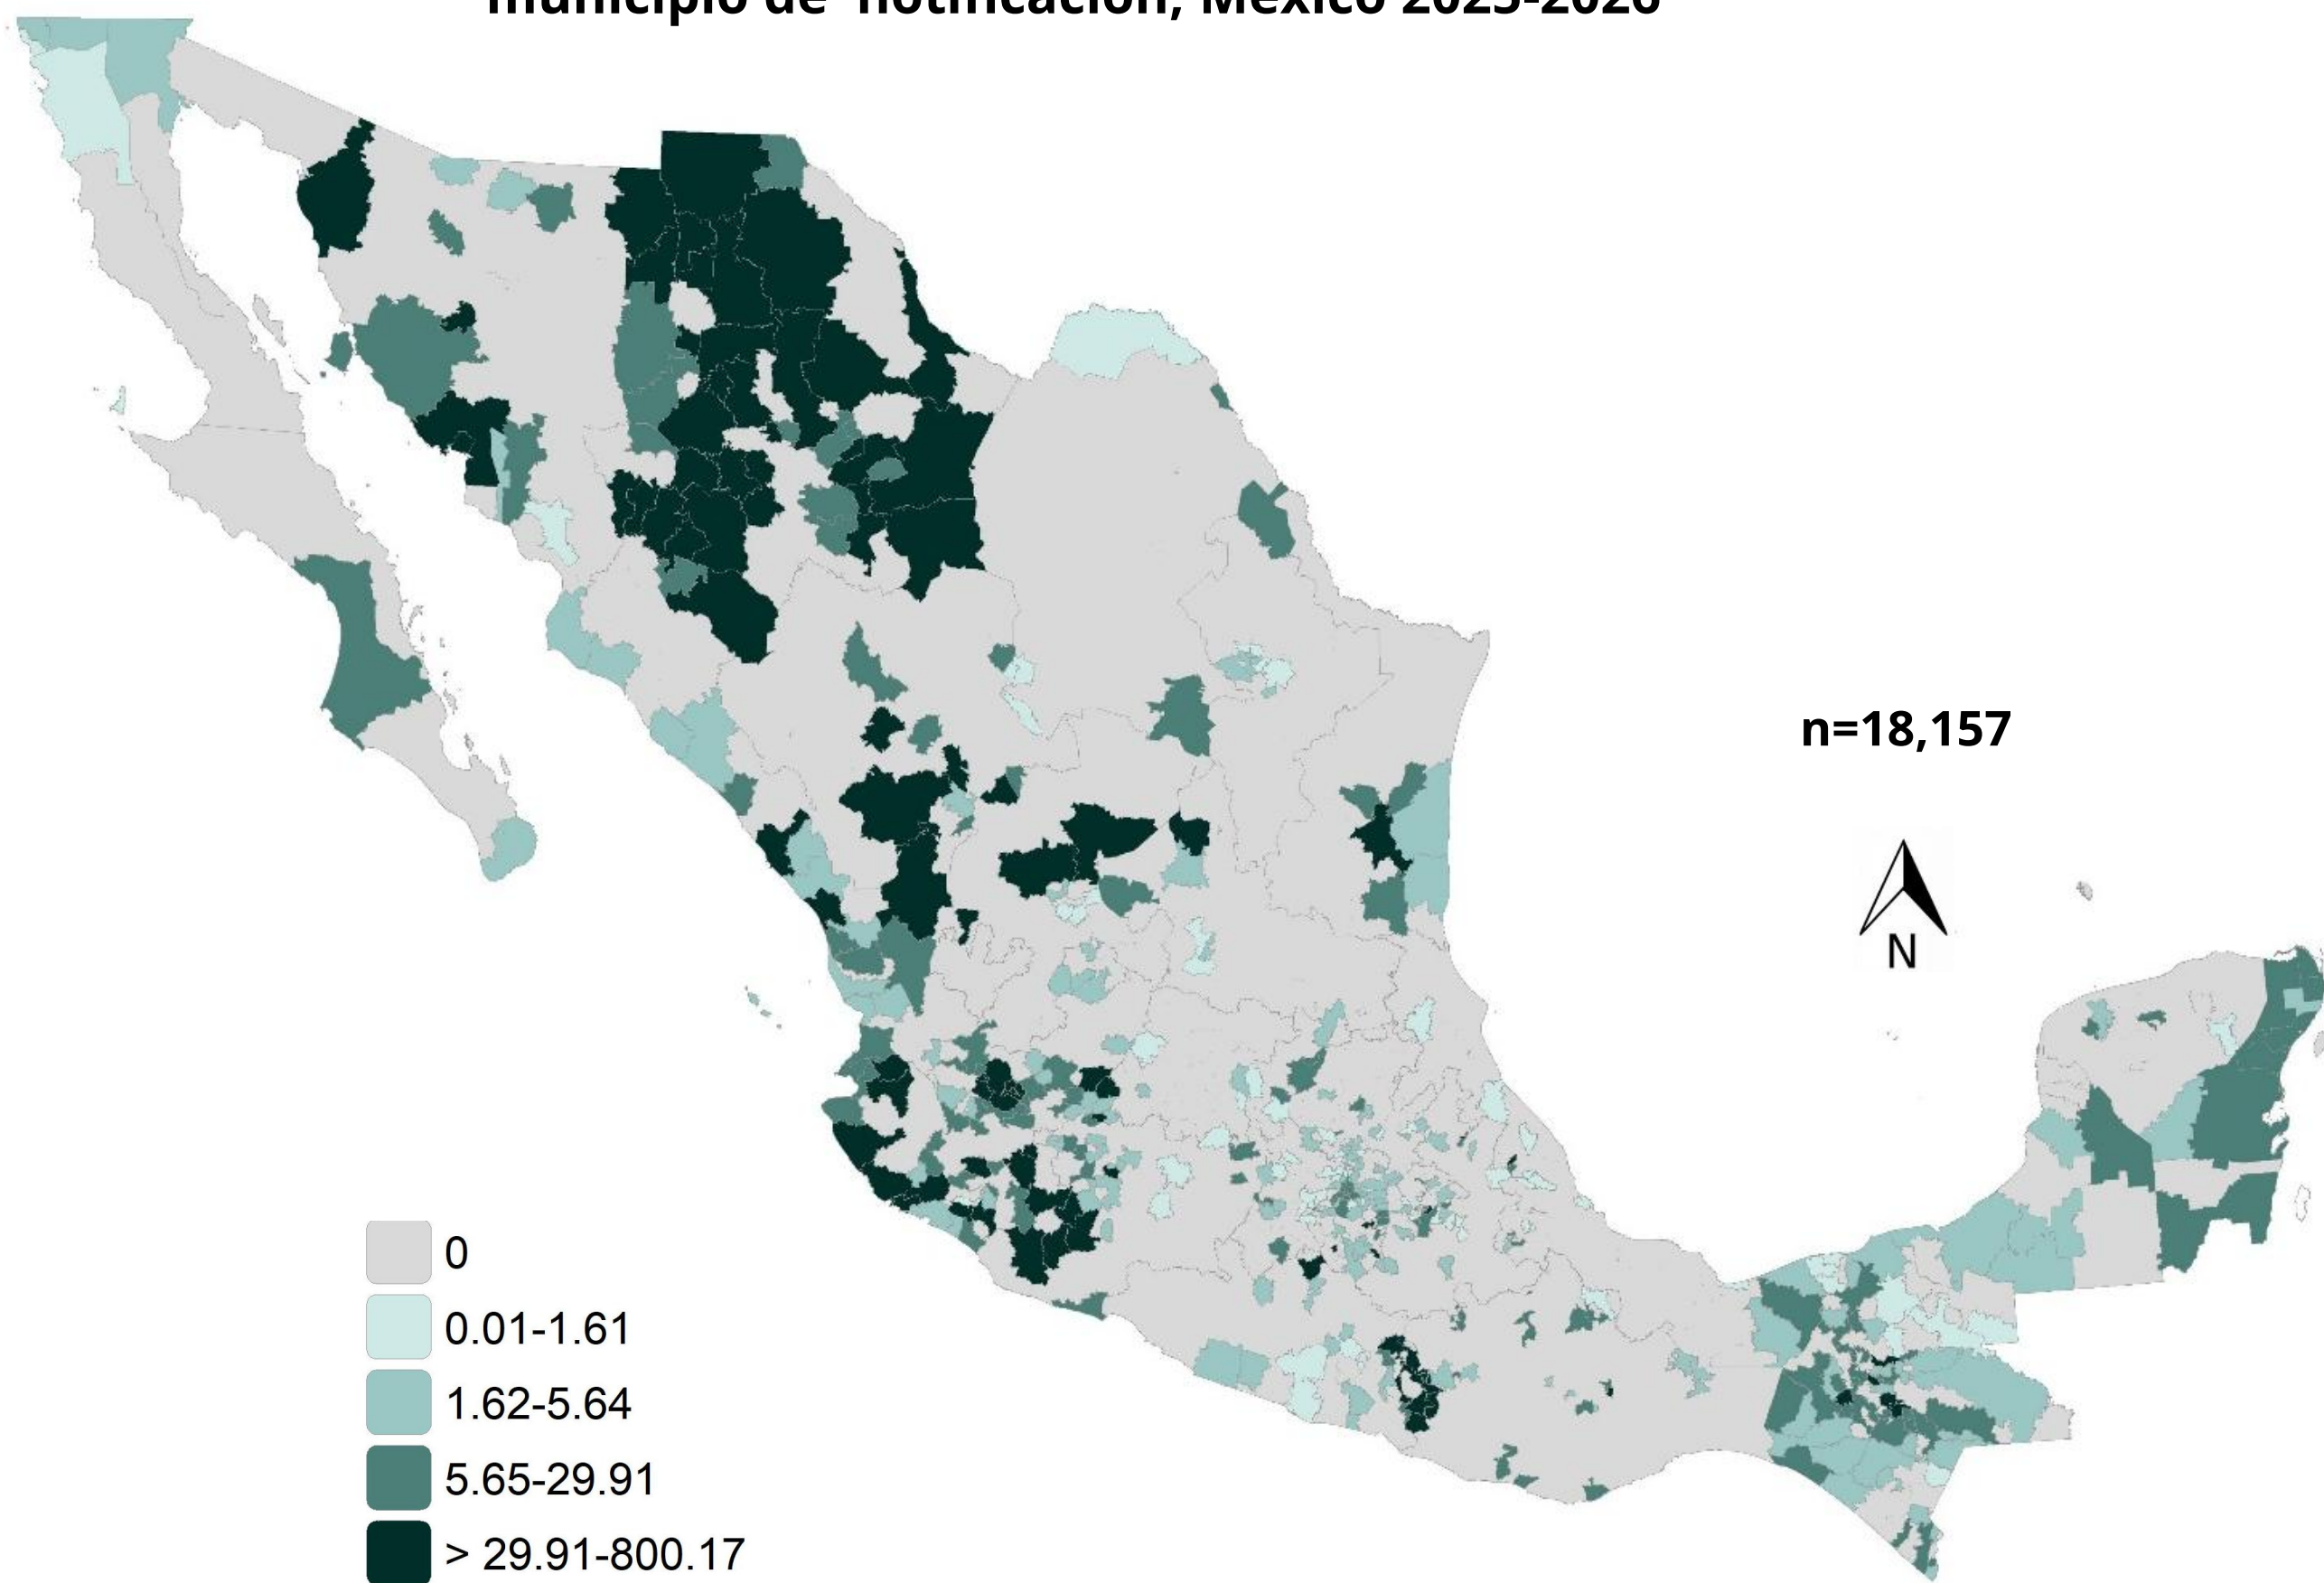 municipio de notificación, México 2025-2026
n=18,157
N
0
0.01-1.61
1.62-5.64
5.65-29.91
> 29.91-800.17